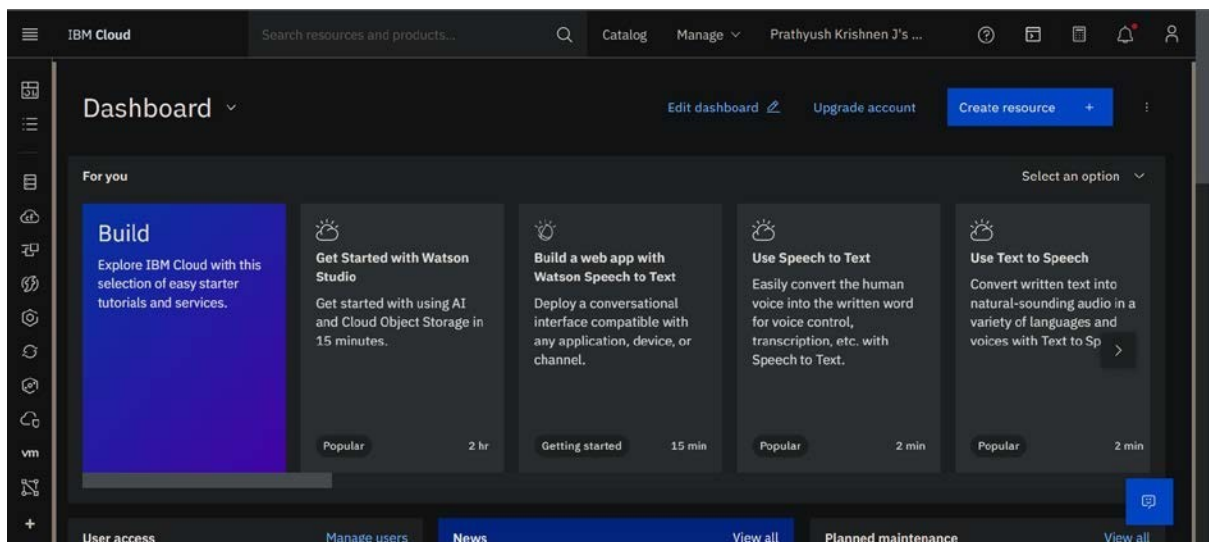 IBM Cloud
Search resources and products...
Catalog
Manage
Prathyush Krishnen J's ...
Dashboard
Edit dashboard
Upgrade account
Create resource +
For you
Select an option
Build
Explore IBM Cloud with this
selection of easy starter
tutorials and services.
Get Started with Watson
Studio
Get started with using AI
and Cloud Object Storage in
15 minutes.
Popular
2 hr
Build a web app with
Watson Speech to Text
Deploy a conversational
interface compatible with
any application, device, or
channel.
Getting started
15 min
Use Speech to Text
Easily convert the human
voice into the written word
for voice control,
transcription, etc. with
Speech to Text.
Popular
2 min
Use Text to Speech
Convert written text into
natural-sounding audio in a
variety of languages and
voices with Text to Sp
Popular
2 min
vm
User access
Manage users
News
View all
Planned maintenance
View all